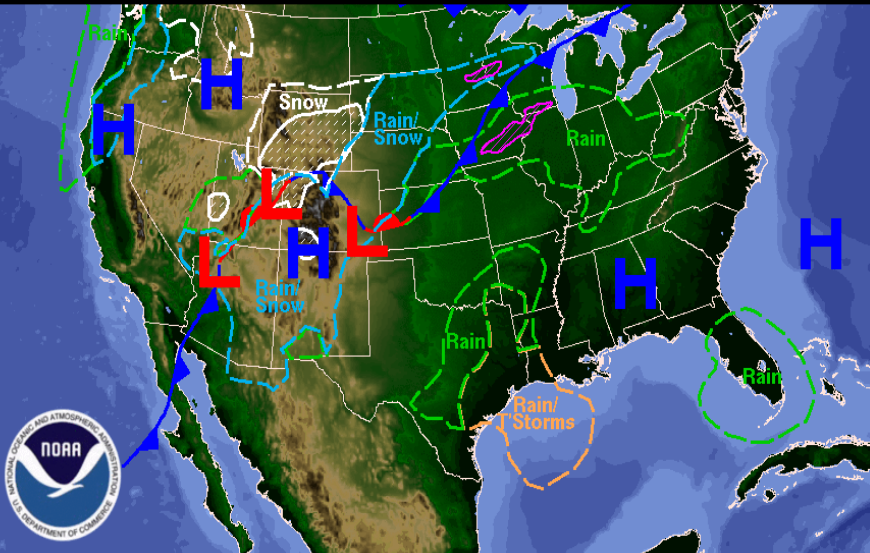 Rain
H
H
Snow
Rain/
Snow
Rain
L
L
L
H
H
H
Rain/
Snow
Rain
Rain
Rain/
T'Storms
NATIONAL OCEANIC AND ATMOSPHERIC ADMINISTRATION
NOAA
U.S. DEPARTMENT OF COMMERCE